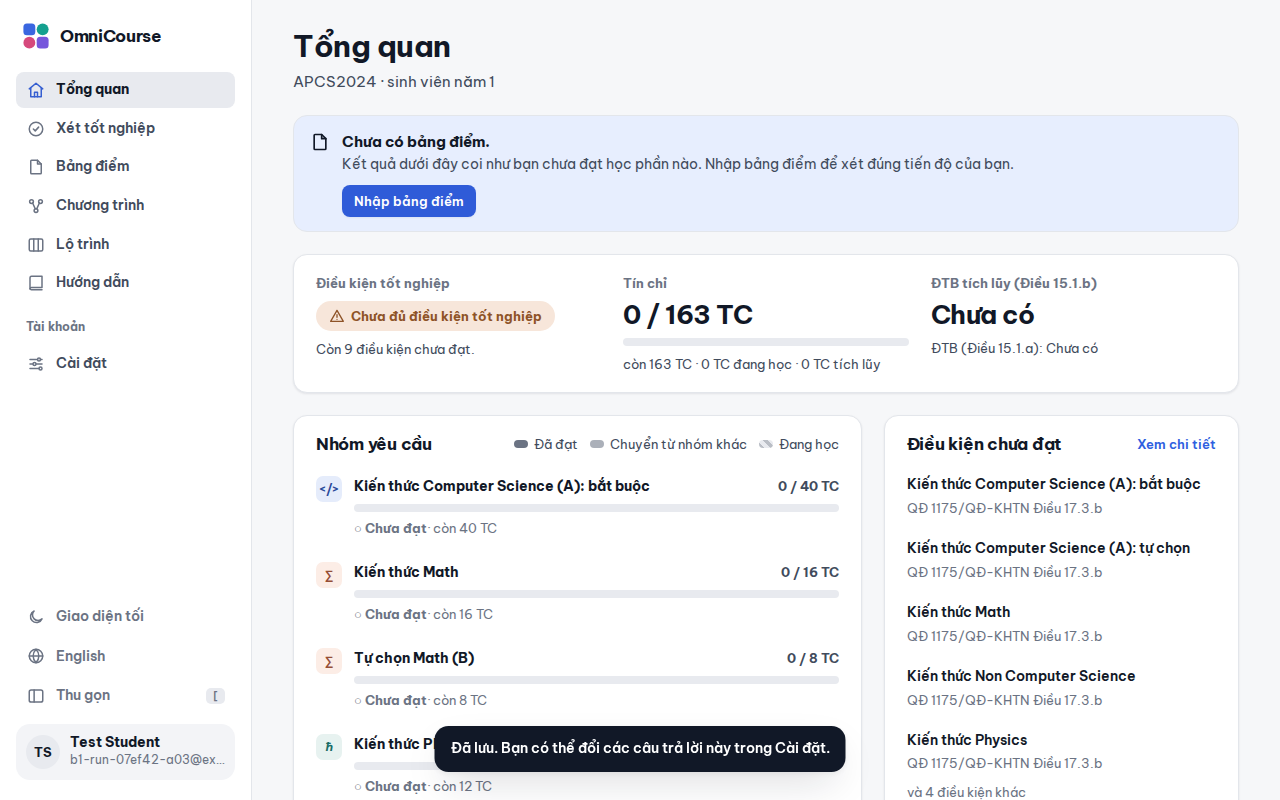 OmniCourse
Tổng quan
Xét tốt nghiệp
Bảng điểm
Chương trình
Lộ trình
Hướng dẫn
Tài khoản
Cài đặt
Giao diện tối
English
Thu gọn [
TS
Test Student
b1-run-07ef42-a03@ex...
Tổng quan
APCS2024 · sinh viên năm 1
Chưa có bảng điểm.
Kết quả dưới đây coi như bạn chưa đạt học phần nào. Nhập bảng điểm để xét đúng tiến độ của bạn.
Nhập bảng điểm
Điều kiện tốt nghiệp
Chưa đủ điều kiện tốt nghiệp
Còn 9 điều kiện chưa đạt.
Tín chỉ
0 / 163 TC
còn 163 TC · 0 TC đang học · 0 TC tích lũy
ĐTB tích lũy (Điều 15.1.b)
Chưa có
ĐTB (Điều 15.1.a): Chưa có
Nhóm yêu cầu
Đã đạt Chuyển từ nhóm khác Đang học
</> Kiến thức Computer Science (A): bắt buộc 0 / 40 TC
○ Chưa đạt · còn 40 TC
∑ Kiến thức Math 0 / 16 TC
○ Chưa đạt · còn 16 TC
∑ Tự chọn Math (B) 0 / 8 TC
○ Chưa đạt · còn 8 TC
ħ Kiến thức P
○ Chưa đạt · còn 12 TC
Điều kiện chưa đạt Xem chi tiết
Kiến thức Computer Science (A): bắt buộc
QĐ 1175/QĐ-KHTN Điều 17.3.b
Kiến thức Computer Science (A): tự chọn
QĐ 1175/QĐ-KHTN Điều 17.3.b
Kiến thức Math
QĐ 1175/QĐ-KHTN Điều 17.3.b
Kiến thức Non Computer Science
QĐ 1175/QĐ-KHTN Điều 17.3.b
Kiến thức Physics
QĐ 1175/QĐ-KHTN Điều 17.3.b
và 4 điều kiện khác
Đã lưu. Bạn có thể đổi các câu trả lời này trong Cài đặt.